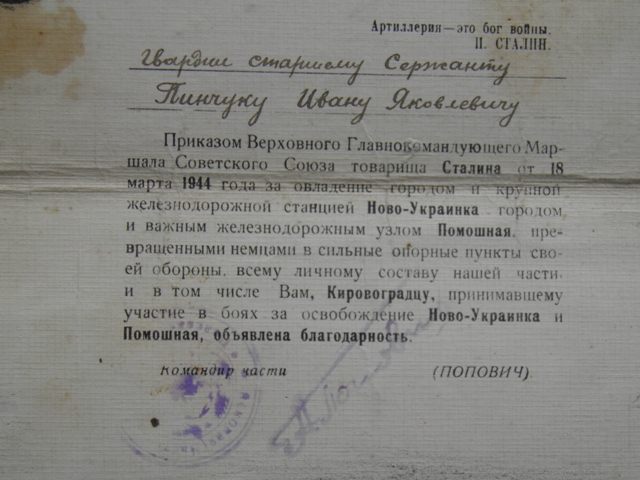 Артиллерия—это бог войны.
И. СТАЛИН.
Гвардии старшему Сержанту
Пинчуку Ивану Яковлевичу
Приказом Верховного Главнокомандующего Мар-
шала Советского Союза товарища Сталина от 18
марта 1944 года за овладение городом и крупной
железнодорожной станцией Ново-Украинка городом
и важным железнодорожным узлом Помошная, пре-
вращенными немцами в сильные опорные пункты сво-
ей обороны, всему личному составу нашей части
и в том числе Вам, Кировоградцу, принимавшему
участие в боях за освобождение Ново-Украинка и
Помошная, объявлена благодарность.
Командир части (ПОПОВИЧ)